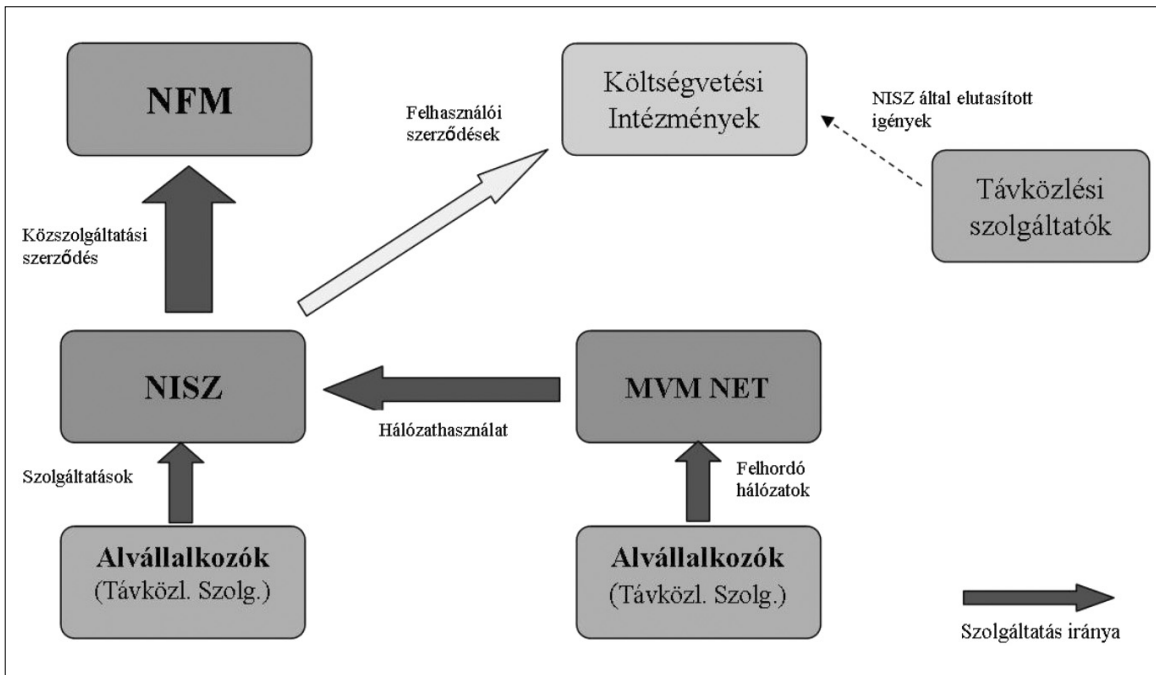 NFM
Költségvetési
Intézmények
Felhasználói
szerződések
NISZ által elutasított
igények
Távközlési
szolgáltatók
Közszolgáltatási
szerződés
NISZ
MVM NET
Hálózathasználat
Szolgáltatások
Felhordó
hálózatok
Alvállalkozók
(Távközl. Szolg.)
Alvállalkozók
(Távközl. Szolg.)
Szolgáltatás iránya